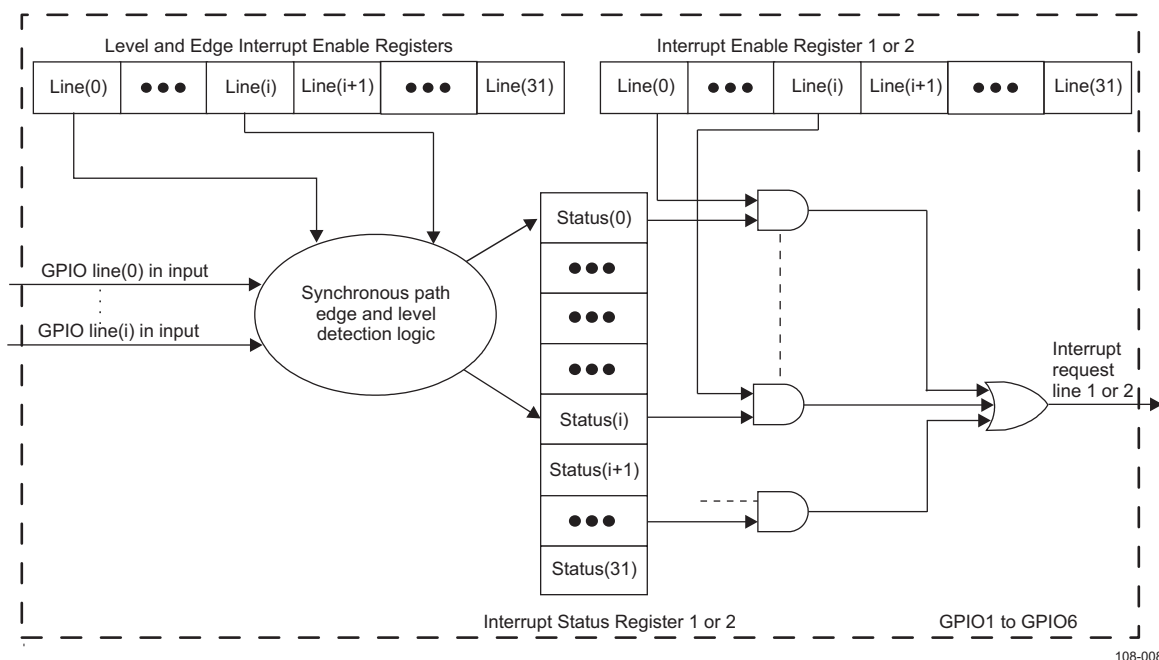 Level and Edge Interrupt Enable Registers
Interrupt Enable Register 1 or 2
Line(0) ●●● Line(i) Line(i+1) ●●● Line(31)
Line(0) ●●● Line(i) Line(i+1) ●●● Line(31)
Status(0)
●●●
●●●
●●●
Status(i)
Status(i+1)
●●●
Status(31)
GPIO line(0) in input
GPIO line(i) in input
Synchronous path
edge and level
detection logic
Interrupt
request
line 1 or 2
Interrupt Status Register 1 or 2
GPIO1 to GPIO6
108-008